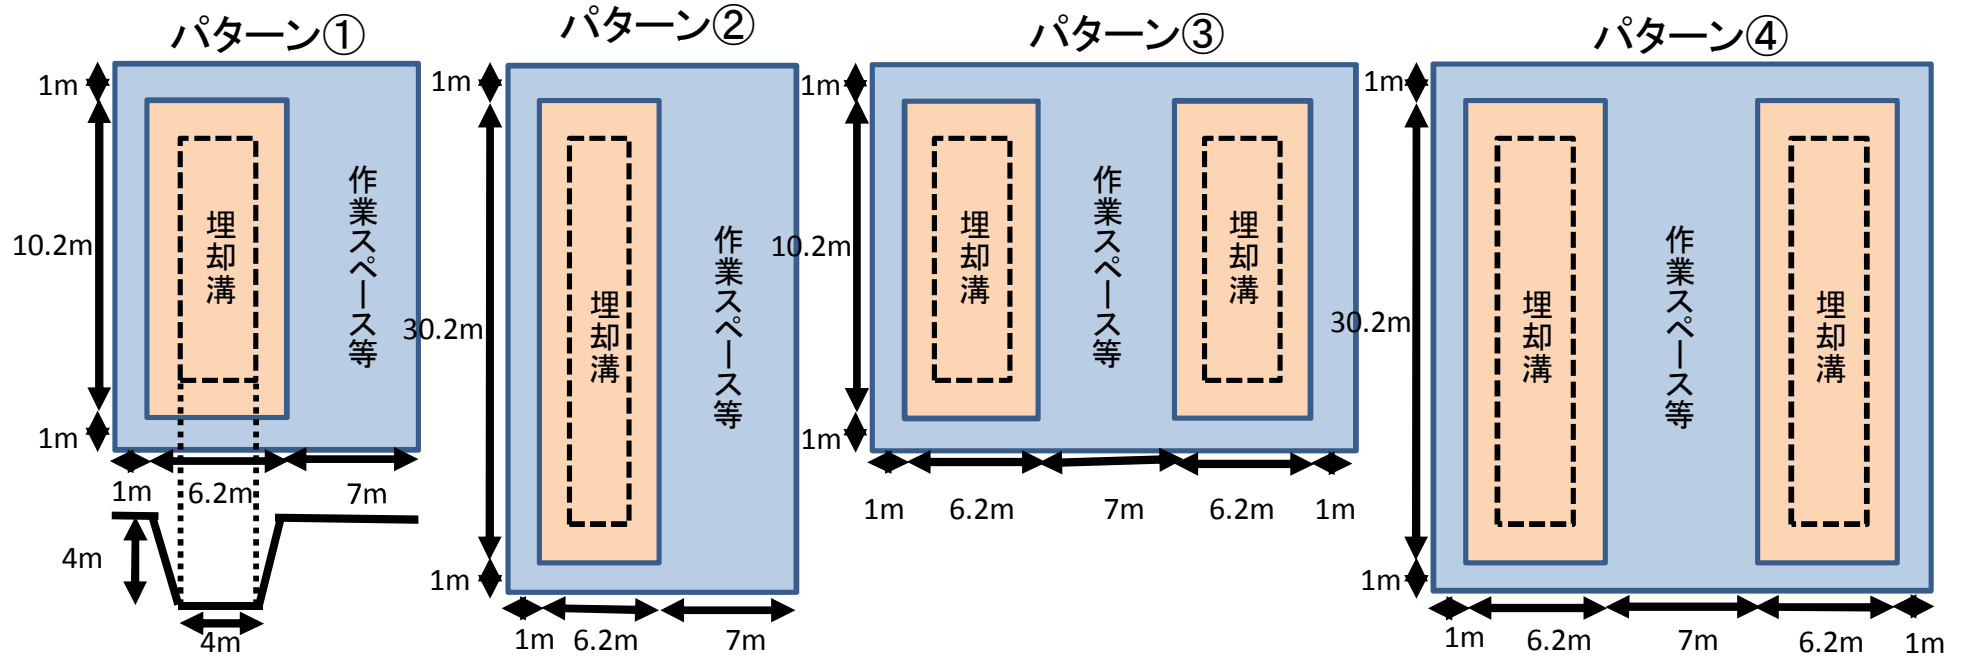 パターン①
1m
10.2m
1m
埋却溝
作業スペース等
1m
6.2m
7m
4m
4m
パターン②
1m
30.2m
1m
埋却溝
作業スペース等
1m
6.2m
7m
パターン③
1m
10.2m
1m
埋却溝
作業スペース等
埋却溝
1m
6.2m
7m
6.2m
1m
パターン④
1m
30.2m
1m
埋却溝
作業スペース等
埋却溝
1m
6.2m
7m
6.2m
1m